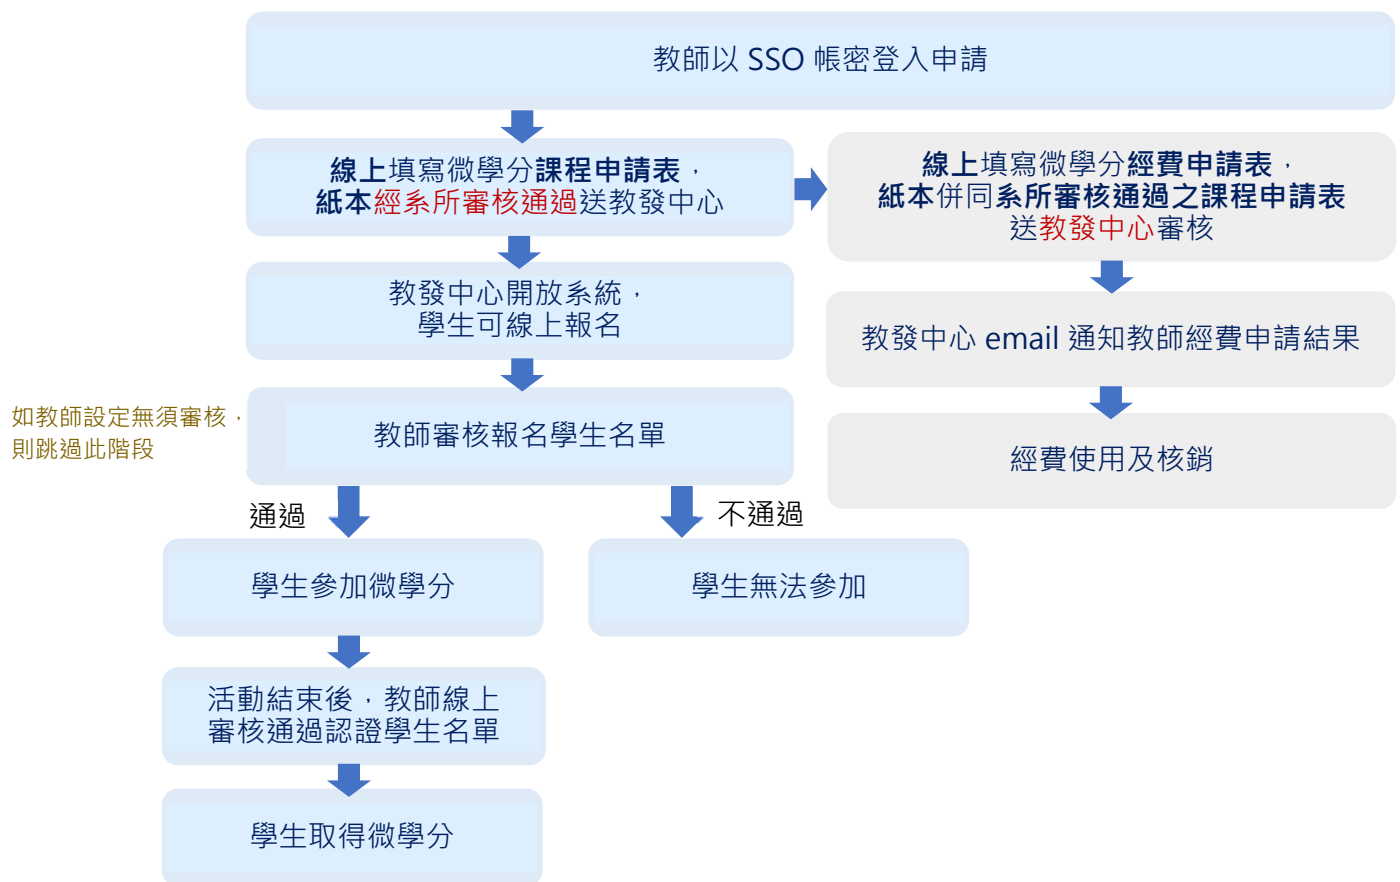 教師以 SSO 帳密登入申請
線上填寫微學分課程申請表，
紙本經系所審核通過送教發中心
線上填寫微學分經費申請表，
紙本併同系所審核通過之課程申請表
送教發中心審核
教發中心開放系統，
學生可線上報名
教發中心 email 通知教師經費申請結果
如教師設定無須審核，
則跳過此階段
教師審核報名學生名單
經費使用及核銷
通過
不通過
學生參加微學分
學生無法參加
活動結束後，教師線上
審核通過認證學生名單
學生取得微學分